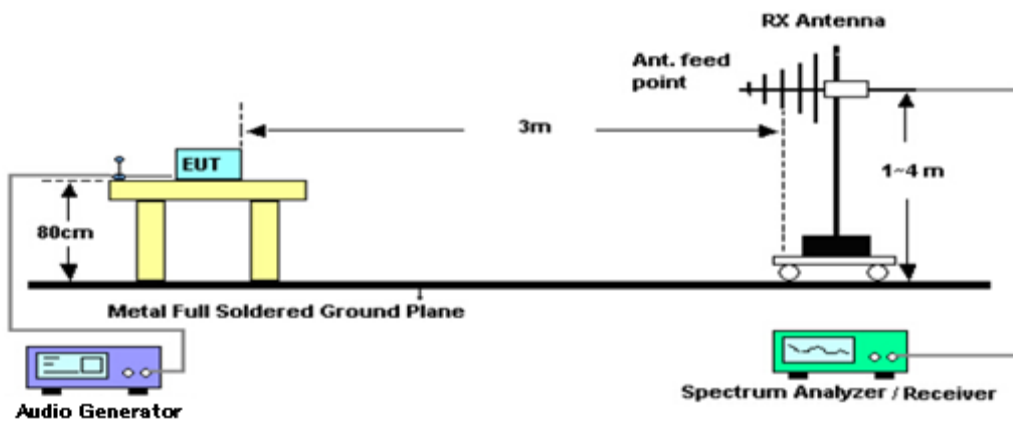 RX Antenna
Ant. feed
point
3m
EUT
1~4 m
80cm
Metal Full Soldered Ground Plane
Audio Generator
Spectrum Analyzer / Receiver